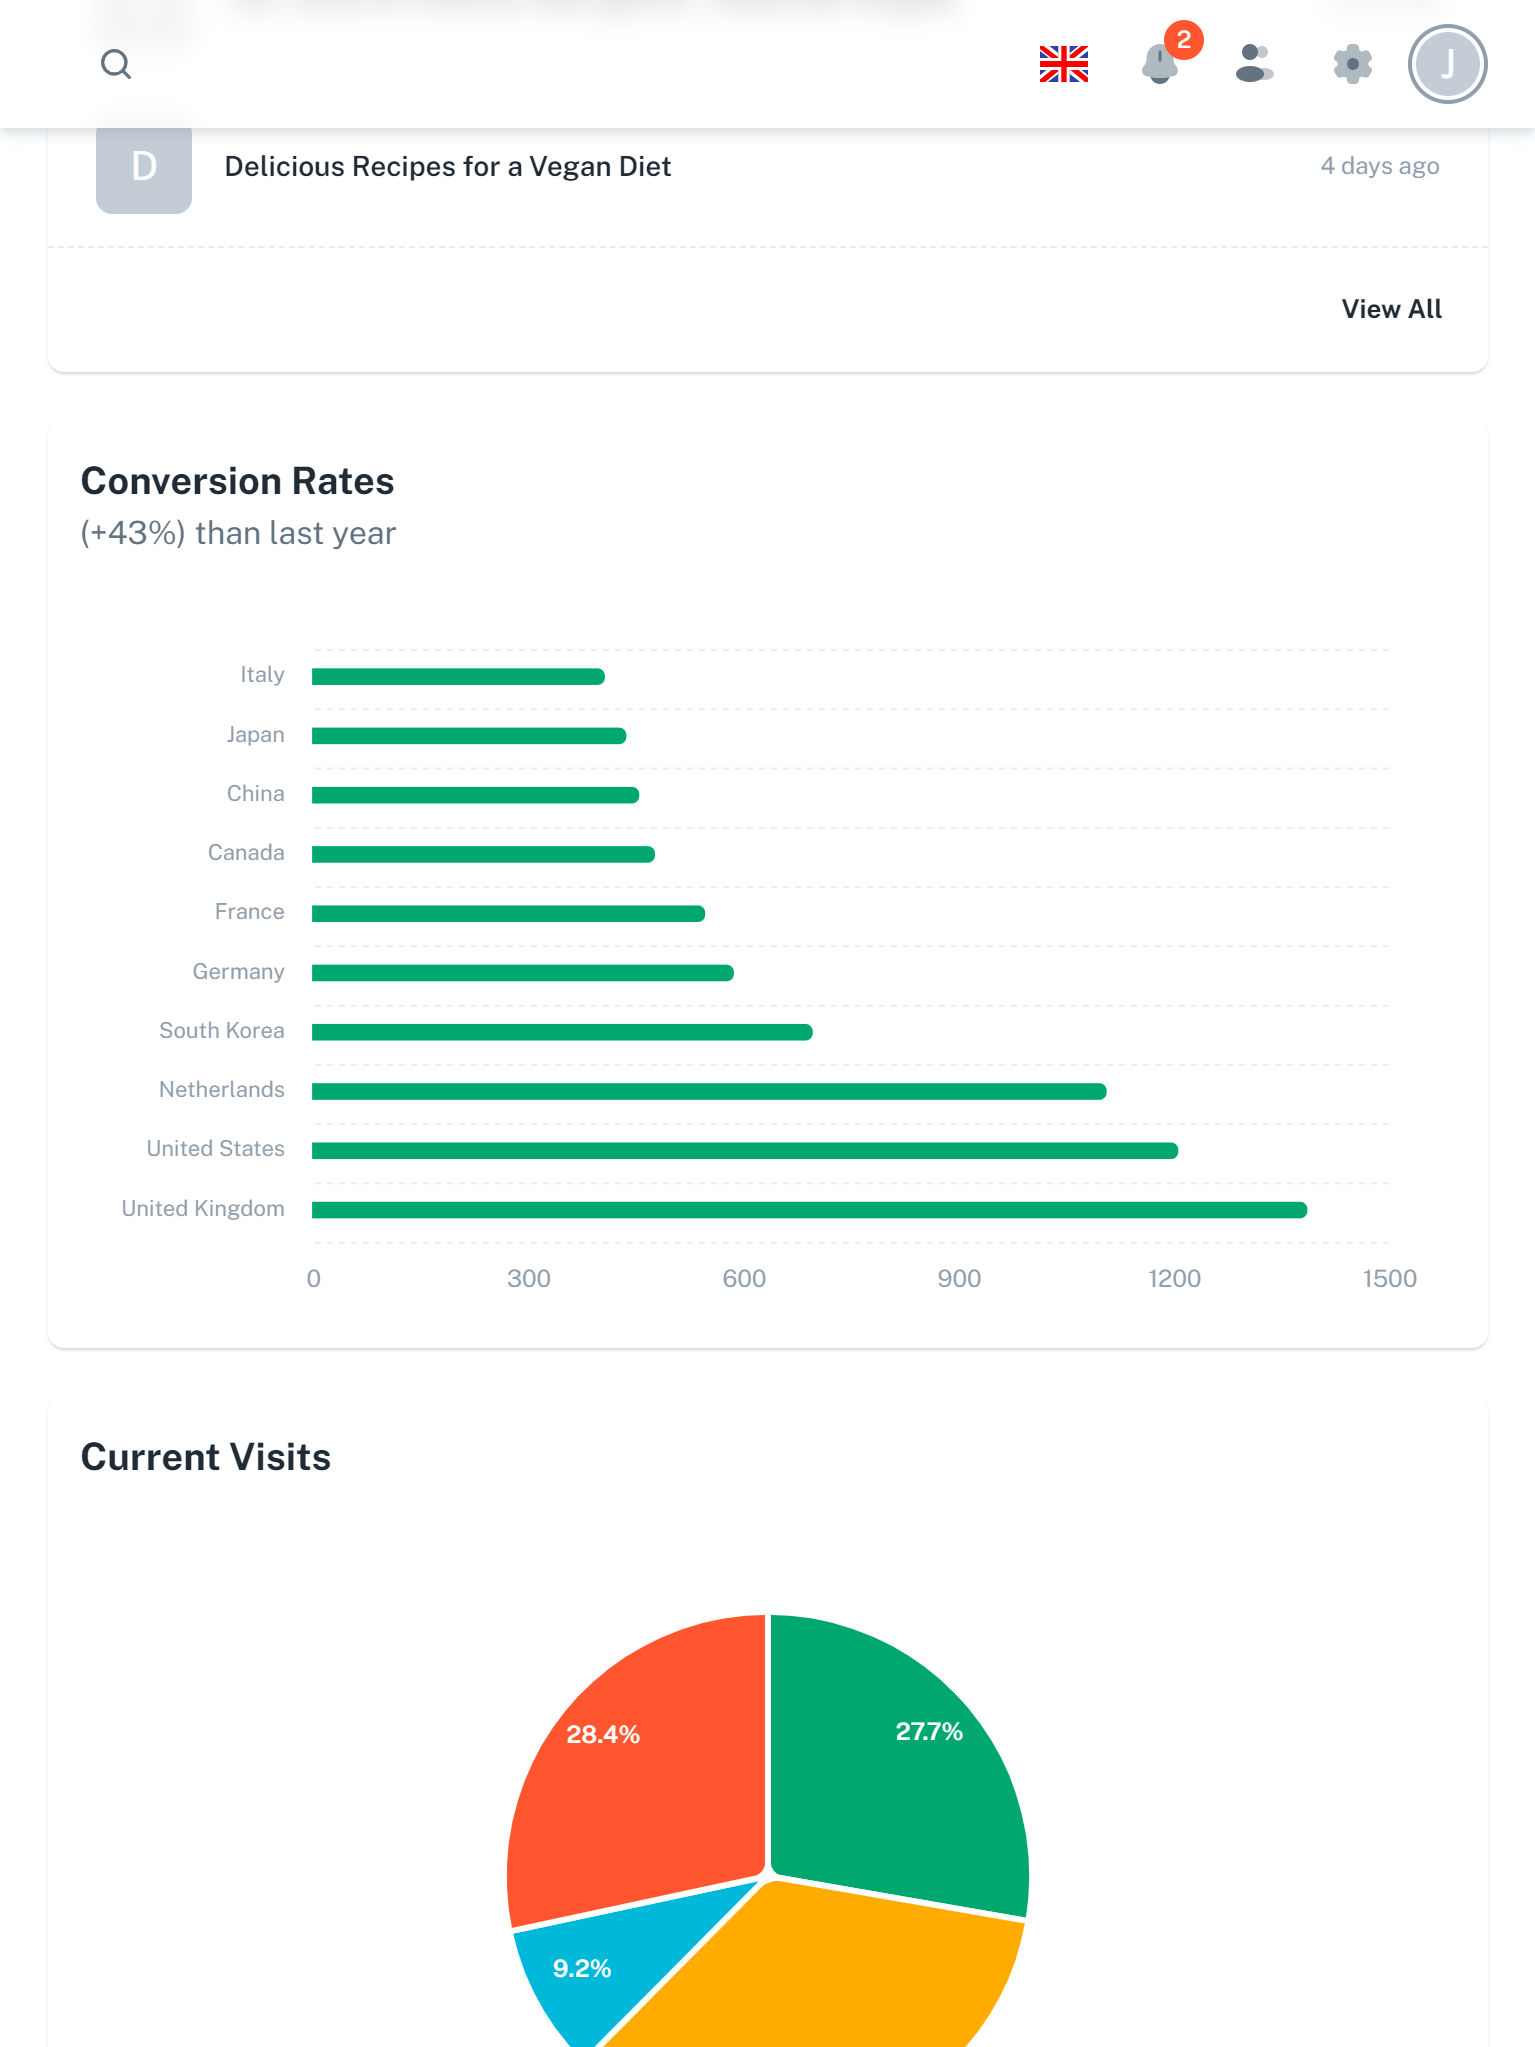 2
J
D
Delicious Recipes for a Vegan Diet
4 days ago
View All
Conversion Rates
(+43%) than last year
Italy
Japan
China
Canada
France
Germany
South Korea
Netherlands
United States
United Kingdom
0 300 600 900 1200 1500
Current Visits
28.4%
27.7%
9.2%